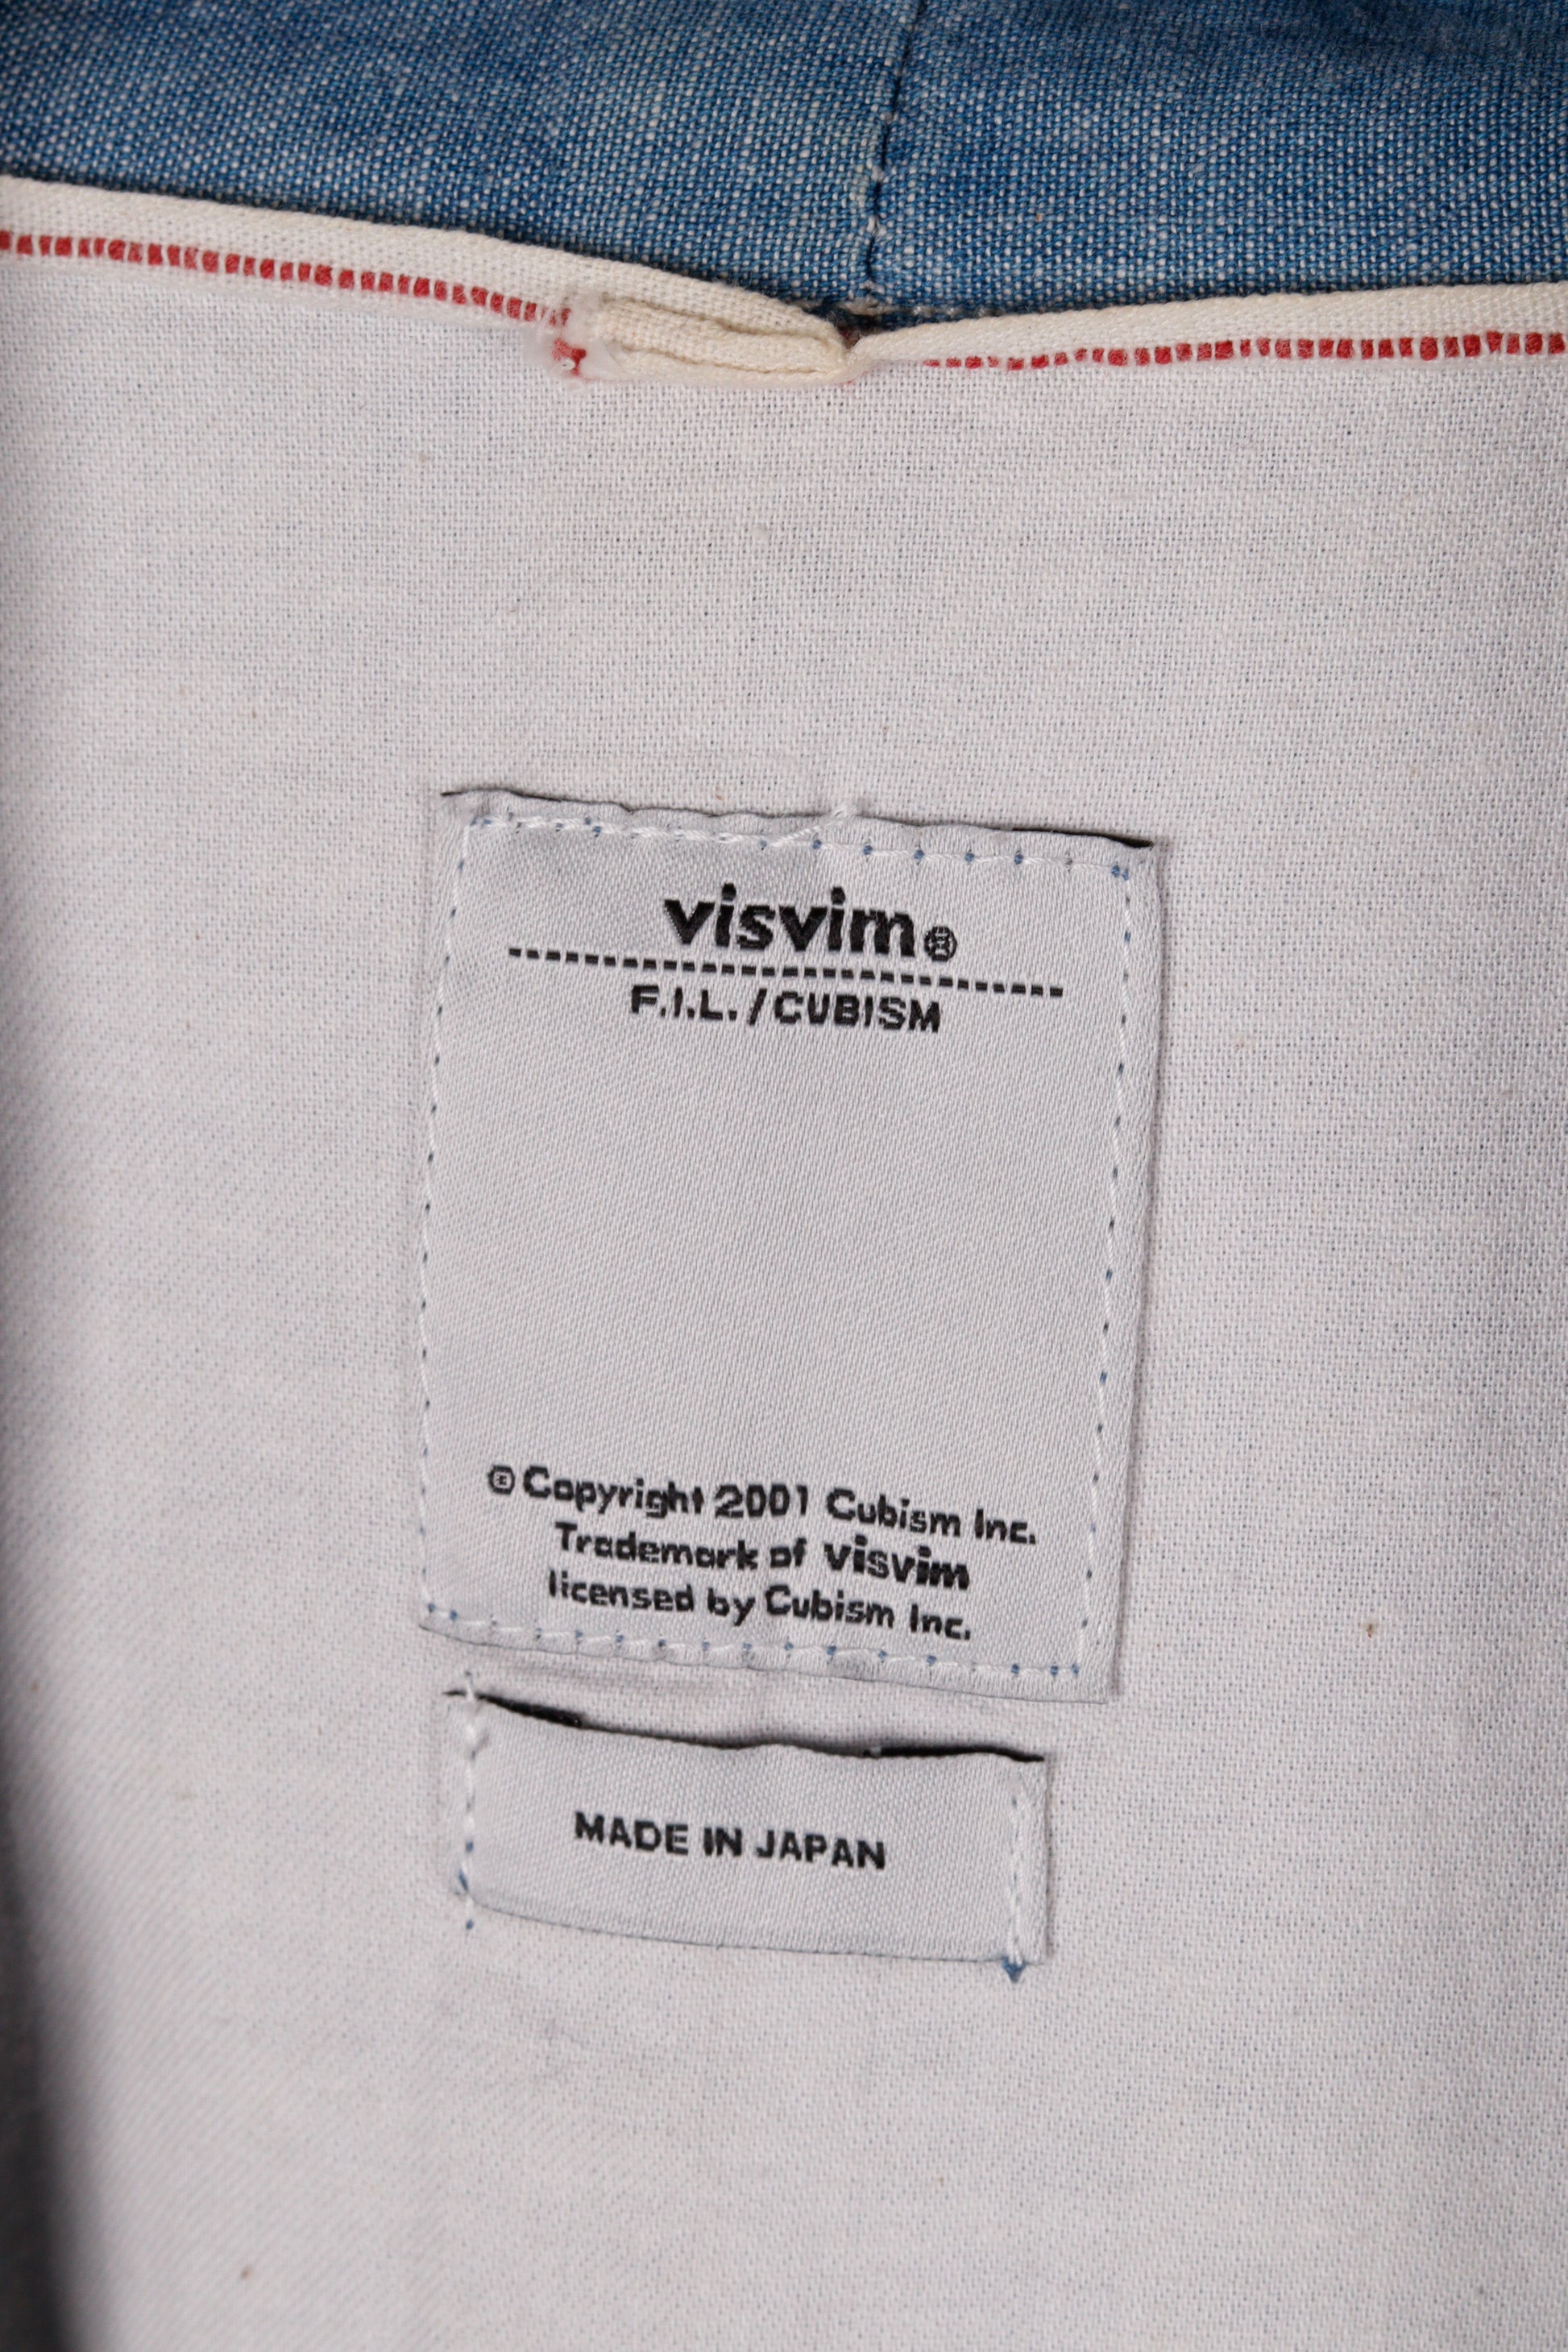 visvim®
F.I.L./CUBISM
© Copyright 2001 Cubism Inc.
Trademark of visvim
licensed by Cubism Inc.
MADE IN JAPAN